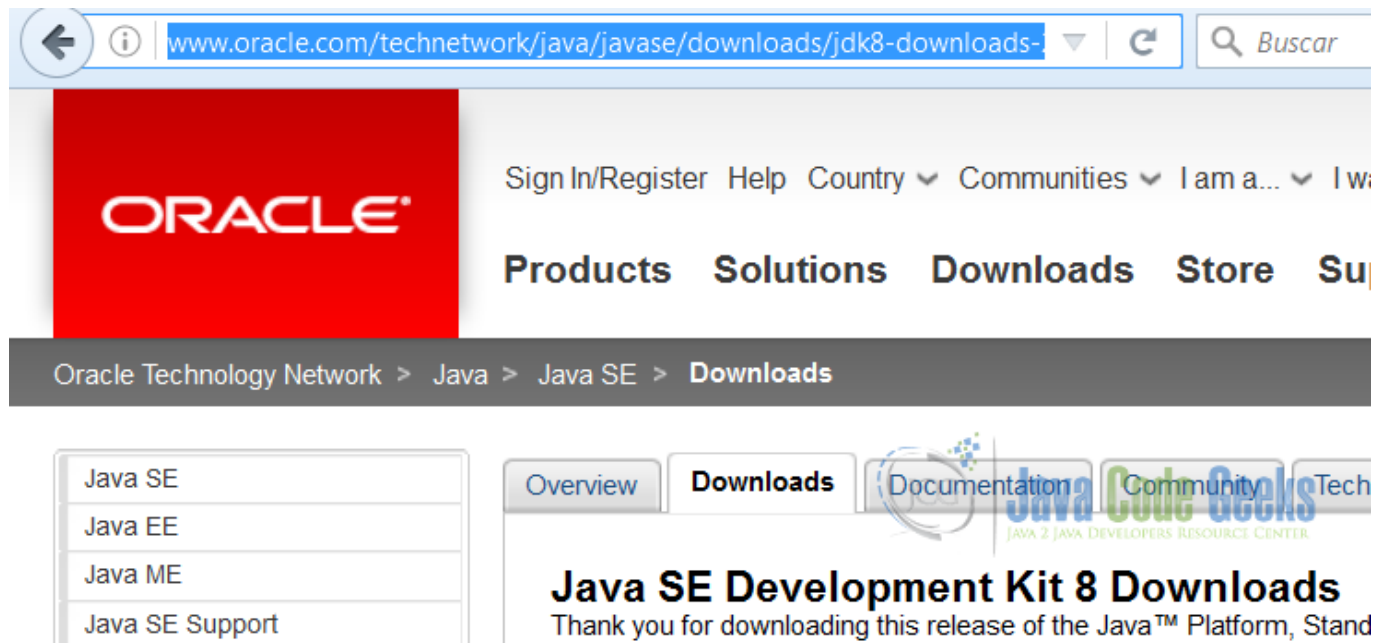 www.oracle.com/technetwork/java/javase/downloads/jdk8-downloads- Buscar
ORACLE
Sign In/Register Help Country Communities I am a...
Products Solutions Downloads Store
Oracle Technology Network > Java > Java SE > Downloads
Java SE
Java EE
Java ME
Java SE Support
Overview Downloads Documentation Community Tech
jcg
Java Code Geeks
JAVA 2 JAVA DEVELOPERS RESOURCE CENTER
Java SE Development Kit 8 Downloads
Thank you for downloading this release of the Java™ Platform, Stand